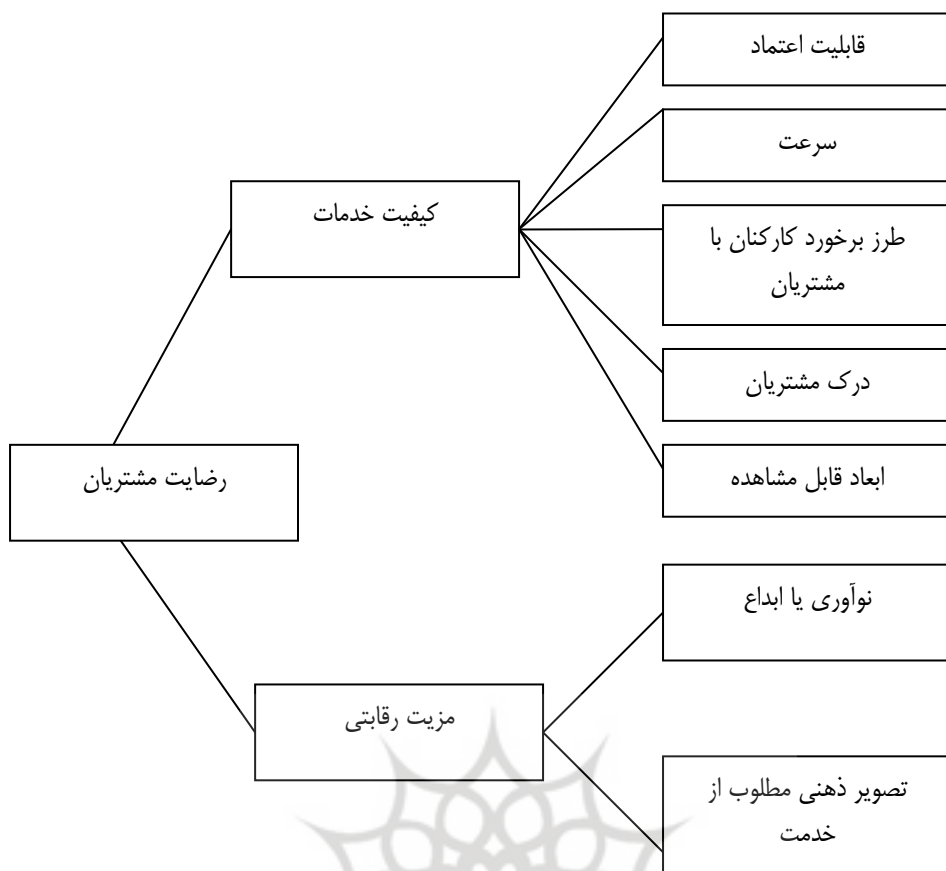 قابلیت اعتماد
سرعت
کیفیت خدمات
طرز برخورد کارکنان با
مشتریان
درک مشتریان
رضایت مشتریان
ابعاد قابل مشاهده
نوآوری یا ابداع
مزیت رقابتی
تصویر ذهنی مطلوب از
خدمت